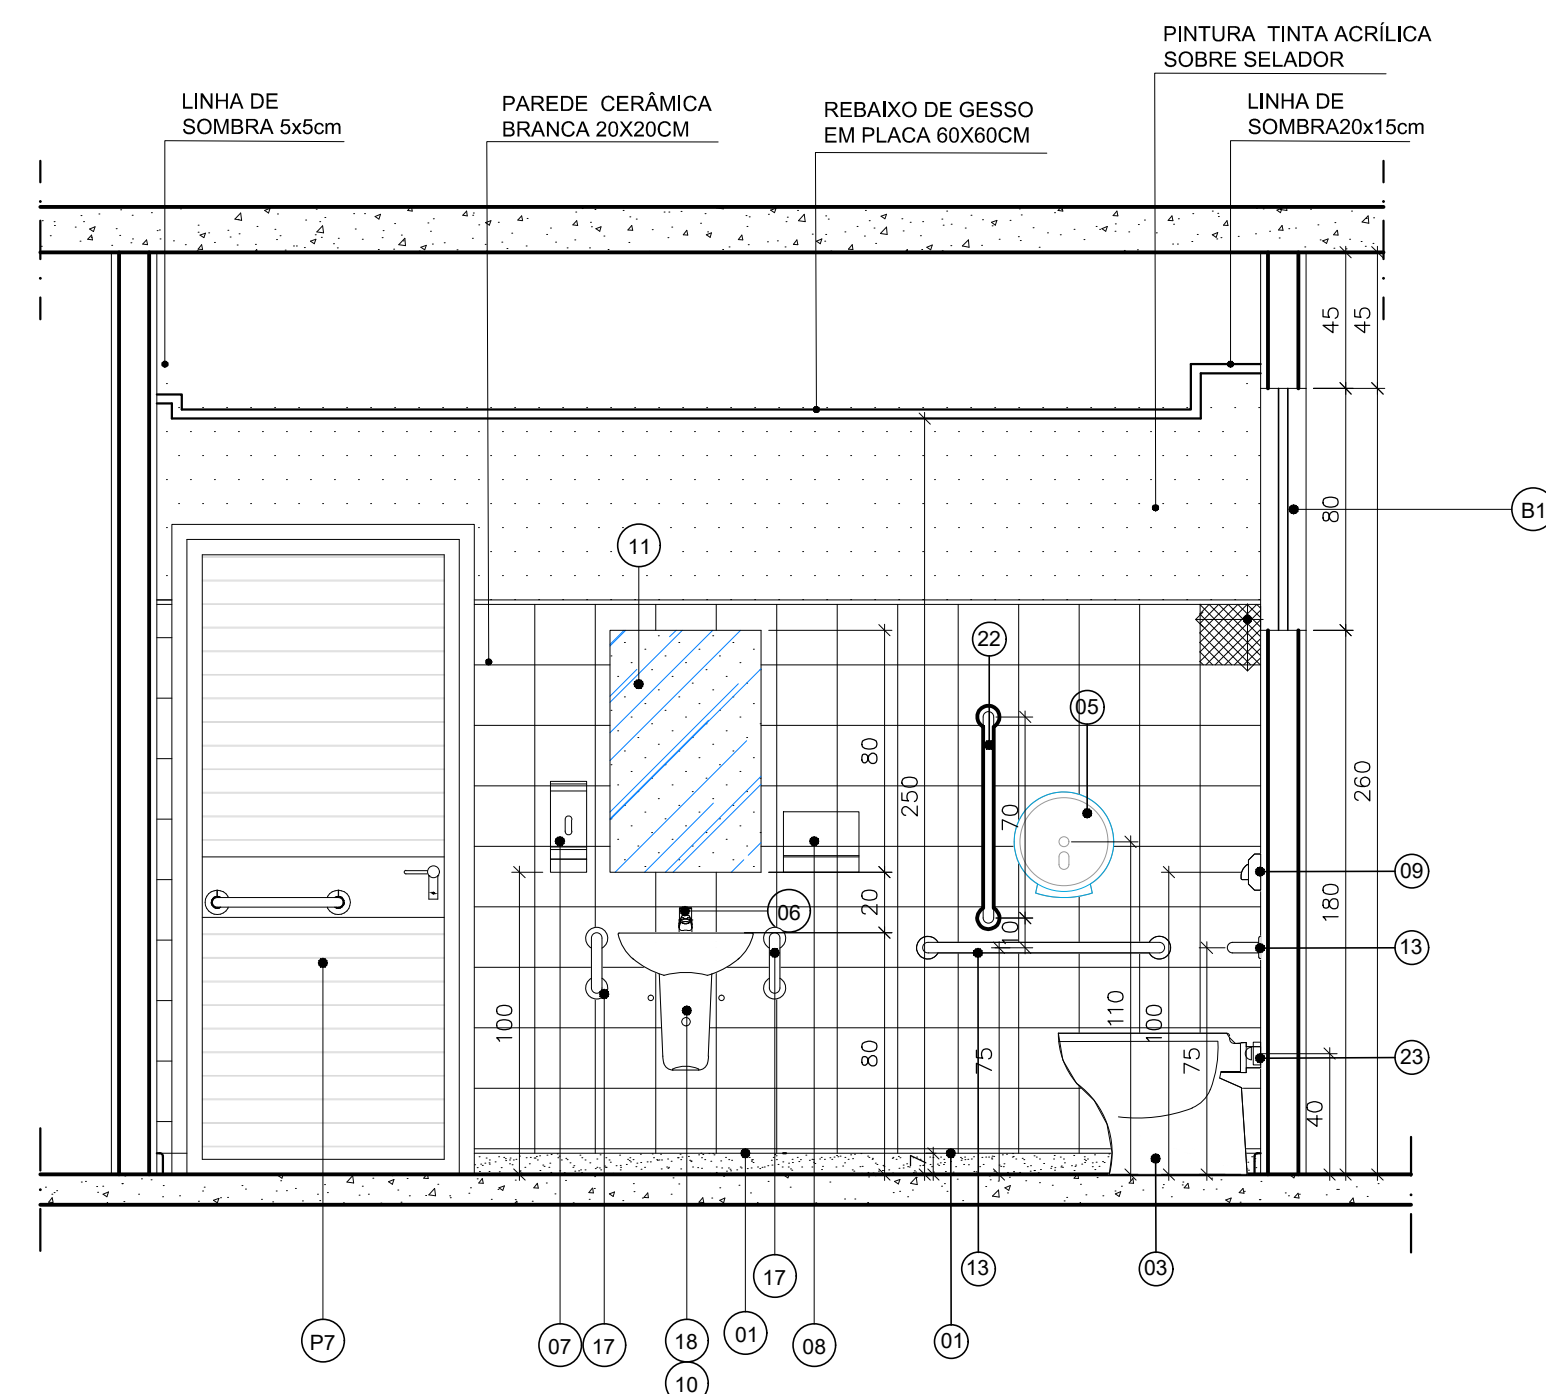 PINTURA TINTA ACRÍLICA
SOBRE SELADOR
LINHA DE
SOMBRA 5x5cm
PAREDE CERÂMICA
BRANCA 20X20CM
REBAIXO DE GESSO
EM PLACA 60X60CM
LINHA DE
SOMBRA20x15cm
45
45
80
B1
11
22
05
80
250
70
260
09
20
06
10
180
13
100
80
75
110
100
75
40
23
7
17
13
03
P7
07
17
18
01
08
01
10